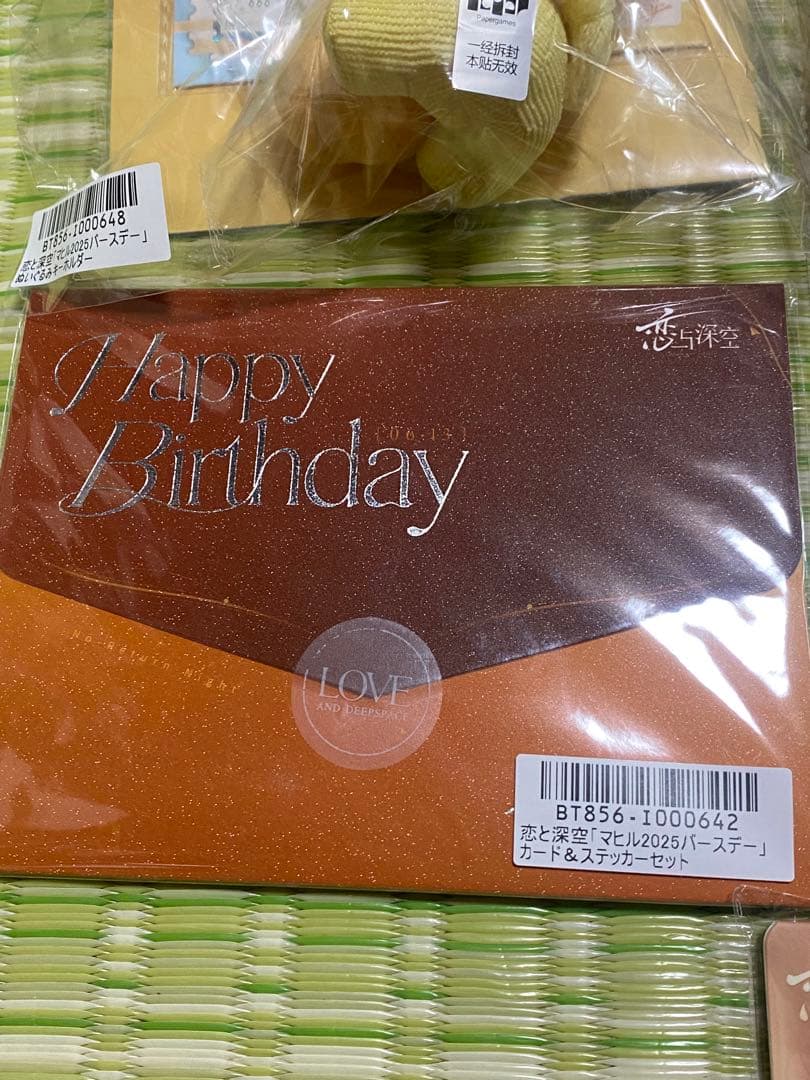 Papergames
一经拆封
本贴无效
BT856-I000648
恋と深空「マヒル2025バースデー」
ぬいぐるみキーホルダー
恋与深空
Happy
Birthday
No Return Night
LOVE
AND DEEPSPACE
BT856-I000642
恋と深空「マヒル2025バースデー」
カード&ステッカーセット